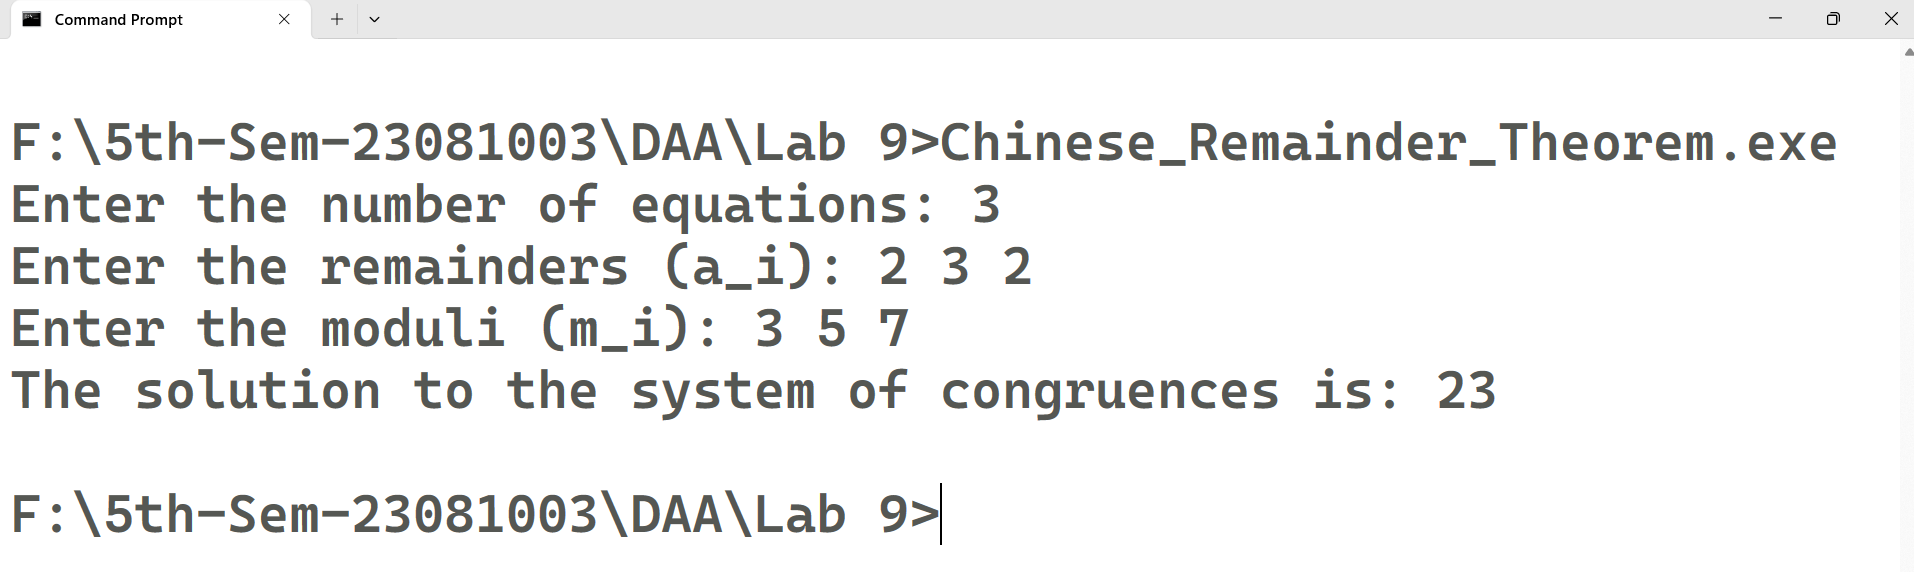 Command Prompt
F:\5th-Sem-23081003\DAA\Lab 9>Chinese_Remainder_Theorem.exe
Enter the number of equations: 3
Enter the remainders (a_i): 2 3 2
Enter the moduli (m_i): 3 5 7
The solution to the system of congruences is: 23
F:\5th-Sem-23081003\DAA\Lab 9>